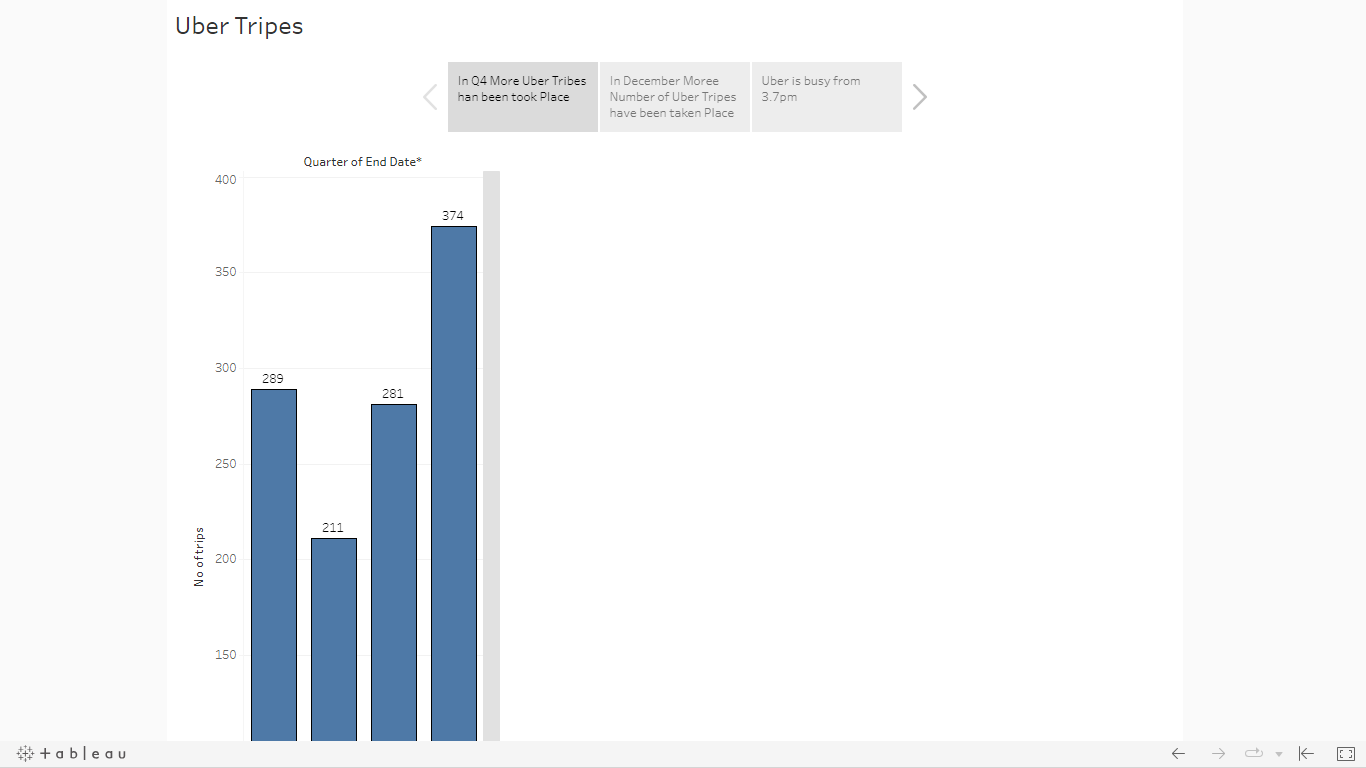 Uber Tripes
In Q4 More Uber Tribes
han been took Place
In December Moree
Number of Uber Tripes
have been taken Place
Uber is busy from
3.7pm
Quarter of End Date*
400
374
350
300
289
281
250
211
No of trips
200
150
+ a b l e a u